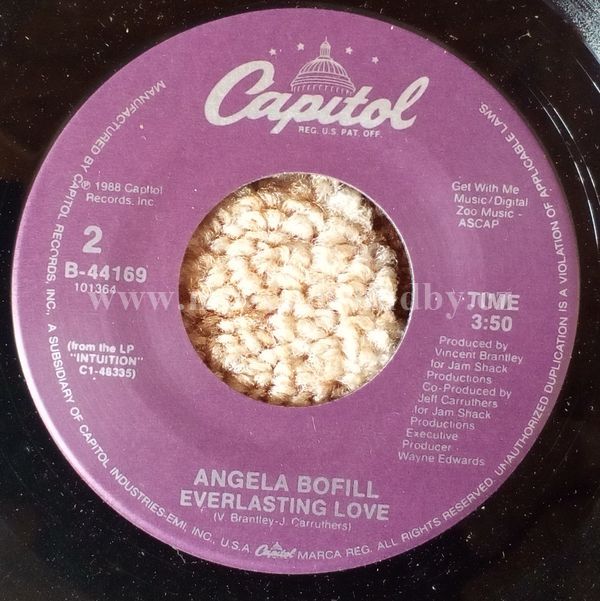 Capitol
REG. U.S. PAT. OFF.
MANUFACTURED BY CAPITOL RECORDS, INC., A SUBSIDIARY OF CAPITOL INDUSTRIES-EMI, INC., U.S.A.
Capitol
MARCA REG. ALL RIGHTS RESERVED. UNAUTHORIZED DUPLICATION IS A VIOLATION OF APPLICABLE LAWS
℗ 1988 Capitol
Records, Inc
2
B-44169
101364
(from the LP
"INTUITION"
C1-48335)
Get With Me
Music/Digital
Zoo Music -
ASCAP
TIME
3:50
Produced by
Vincent Brantley
for Jam Shack
Productions
Co-Produced by
Jeff Carruthers
for Jam Shack
Productions
Executive
Producer
Wayne Edwards
ANGELA BOFILL
EVERLASTING LOVE
(V. Brantley-J. Carruthers)